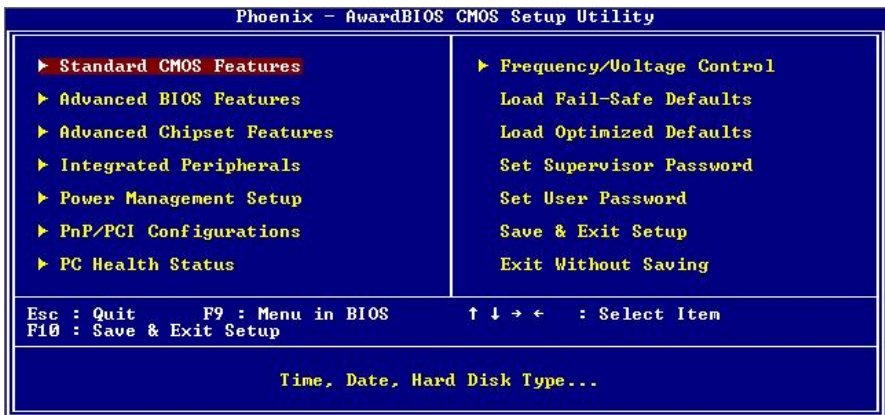 Phoenix - AwardBIOS CMOS Setup Utility
▶ Standard CMOS Features
▶ Advanced BIOS Features
▶ Advanced Chipset Features
▶ Integrated Peripherals
▶ Power Management Setup
▶ PnP/PCI Configurations
▶ PC Health Status
▶ Frequency/Voltage Control
Load Fail-Safe Defaults
Load Optimized Defaults
Set Supervisor Password
Set User Password
Save & Exit Setup
Exit Without Saving
Esc : Quit F9 : Menu in BIOS ↑ ↓ → ← : Select Item
F10 : Save & Exit Setup
Time, Date, Hard Disk Type...